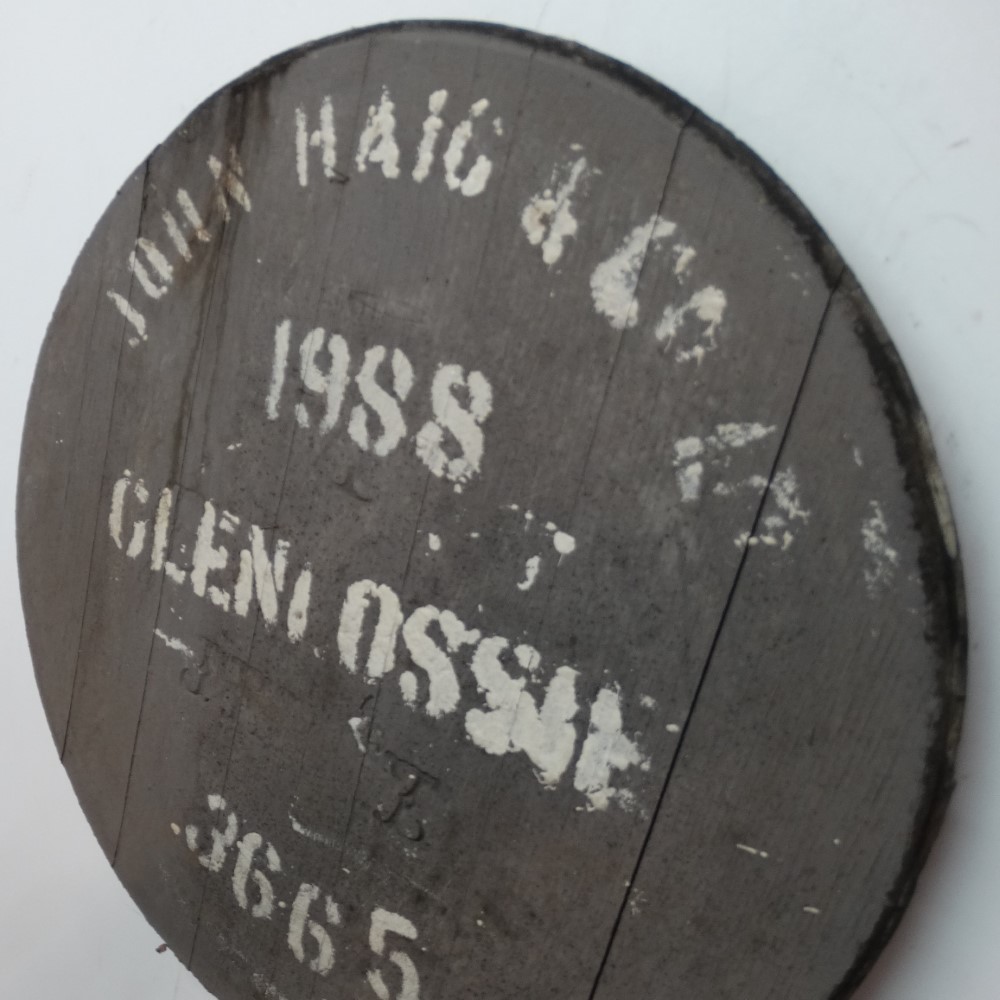 JOHN HAIG & CO
1988
GLENLOSSIE
3665